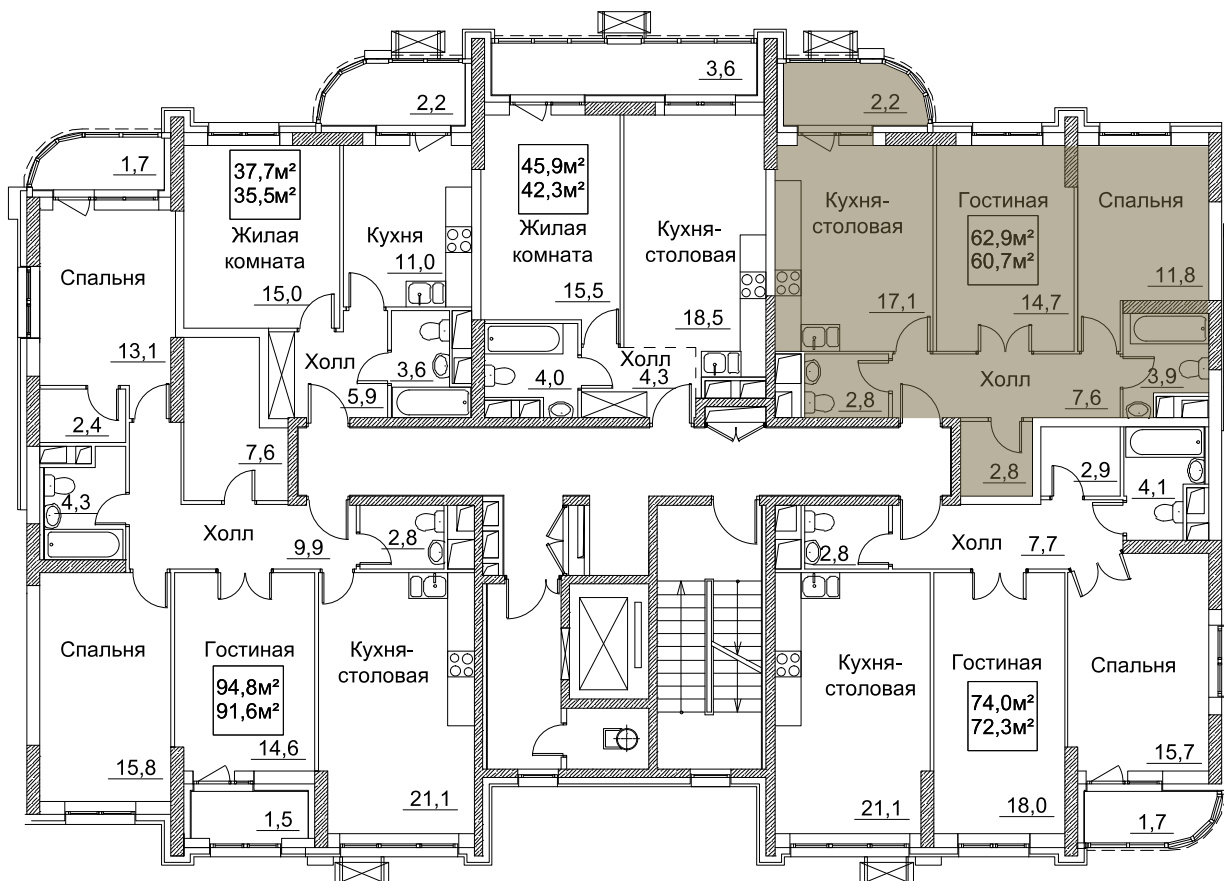 3,6
2,2
2,2
1,7
37,7м²
35,5м²
45,9м²
42,3м²
Жилая
комната
Кухня
11,0
15,0
Жилая
комната
15,5
Кухня-
столовая
18,5
Кухня-
столовая
17,1
Гостиная
62,9м²
60,7м²
14,7
Спальня
11,8
Спальня
13,1
Холл
5,9
3,6
4,0
Холл
4,3
2,8
Холл
7,6
3,9
2,4
7,6
4,3
2,8
2,9
4,1
Холл
9,9
2,8
2,8
Холл
7,7
Спальня
15,8
Гостиная
94,8м²
91,6м²
14,6
Кухня-
столовая
21,1
1,5
Кухня-
столовая
21,1
Гостиная
74,0м²
72,3м²
18,0
Спальня
15,7
1,7